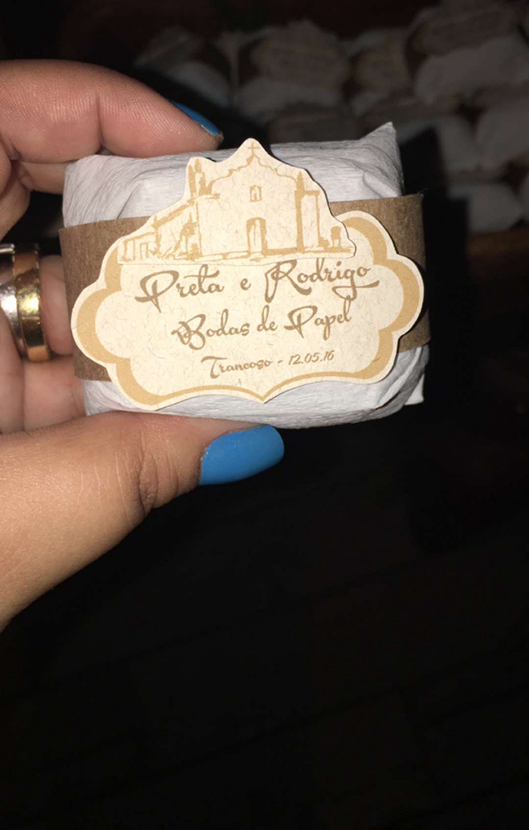 Preta e Rodrigo
Bodas de Papel
Trancoso - 12.05.16